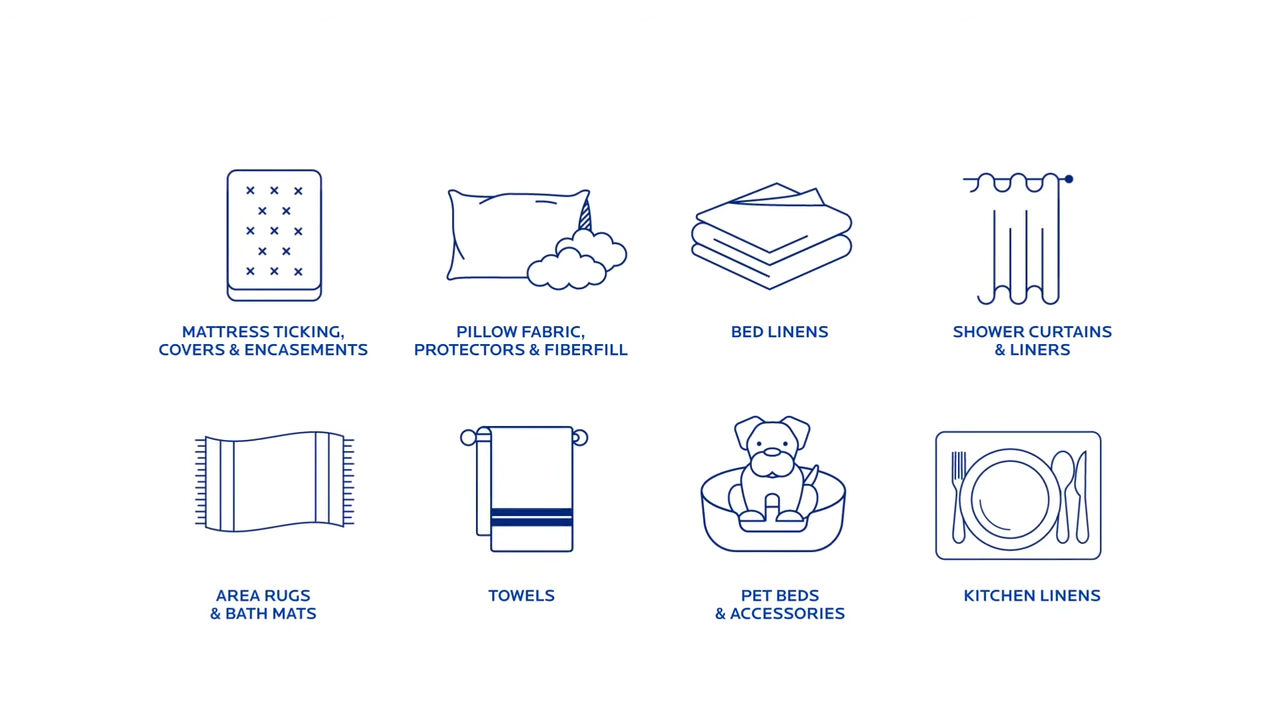 MATTRESS TICKING,
COVERS & ENCASEMENTS
PILLOW FABRIC,
PROTECTORS & FIBERFILL
BED LINENS
SHOWER CURTAINS
& LINERS
AREA RUGS
& BATH MATS
TOWELS
PET BEDS
& ACCESSORIES
KITCHEN LINENS